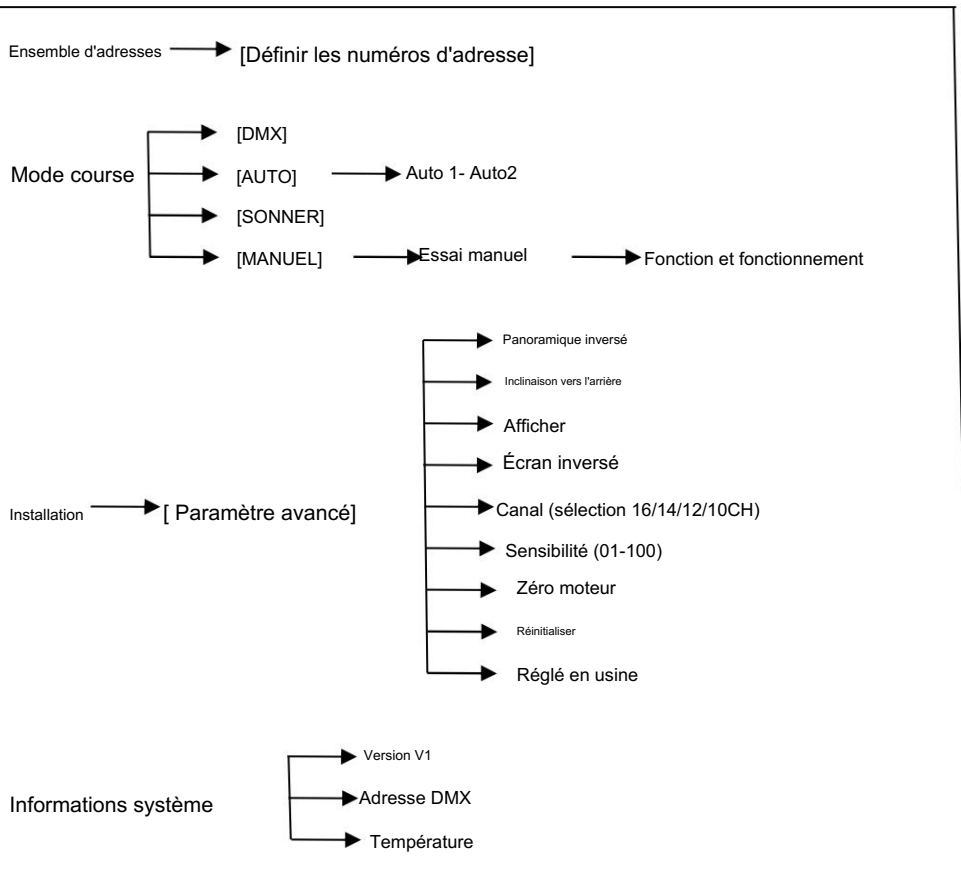 Ensemble d'adresses [Définir les numéros d'adresse]
[DMX]
Mode course [AUTO] Auto 1- Auto2
[SONNER]
[MANUEL] Essai manuel Fonction et fonctionnement
Panoramique inversé
Inclinaison vers l'arrière
Afficher
Écran inversé
Installation [ Paramètre avancé] Canal (sélection 16/14/12/10CH)
Sensibilité (01-100)
Zéro moteur
Réinitialiser
Réglé en usine
Version V1
Informations système Adresse DMX
Température